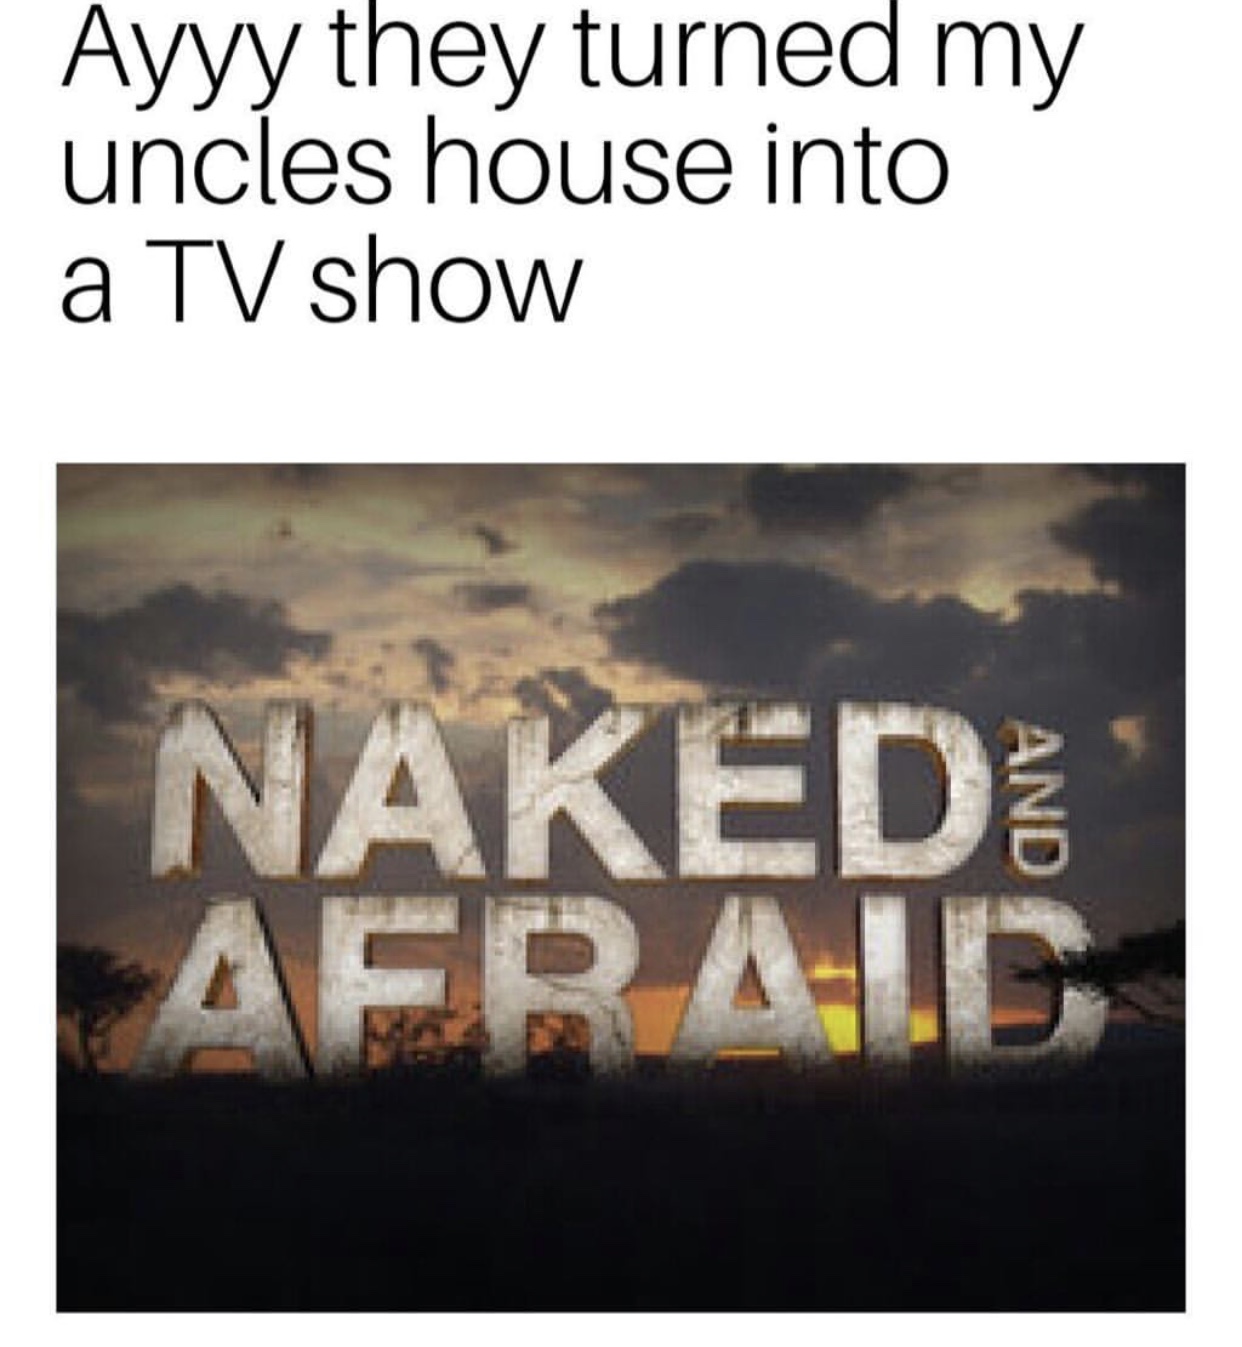 Ayyy they turned my
uncles house into
a TV show
NAKED AND
AFRAID